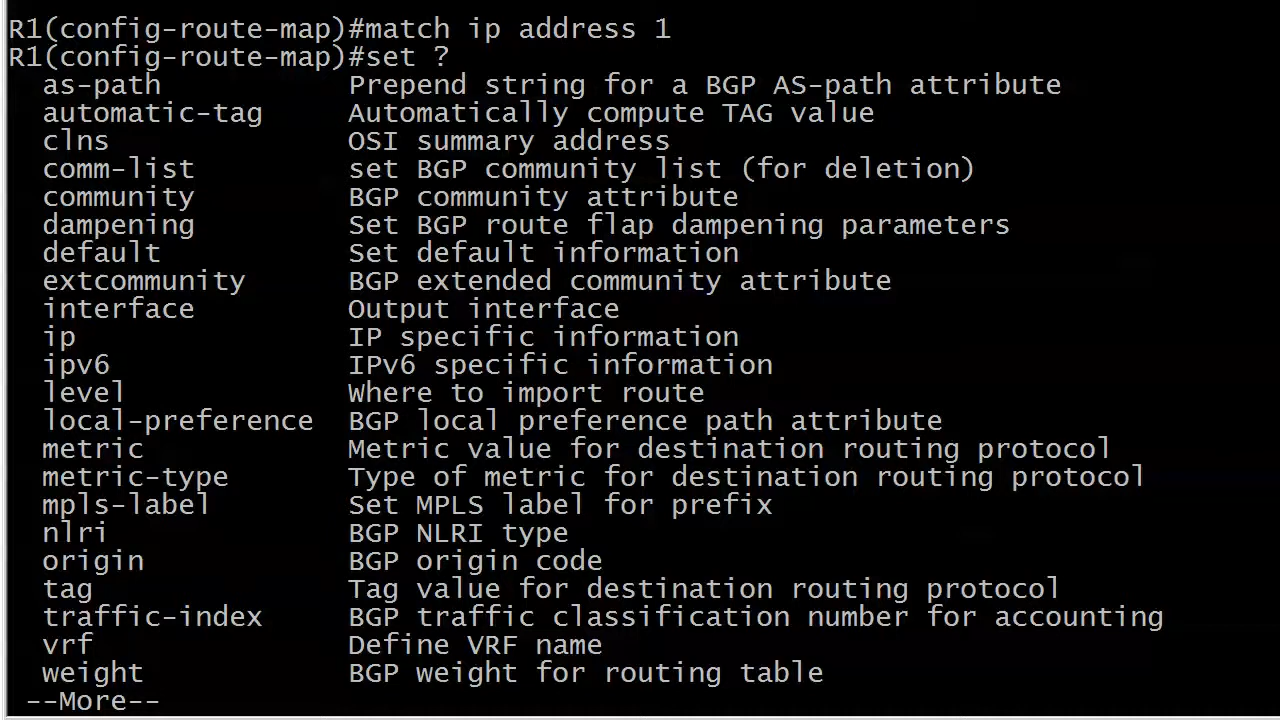 R1(config-route-map)#match ip address 1
R1(config-route-map)#set ?
  as-path           Prepend string for a BGP AS-path attribute
  automatic-tag     Automatically compute TAG value
  clns              OSI summary address
  comm-list         set BGP community list (for deletion)
  community         BGP community attribute
  dampening         Set BGP route flap dampening parameters
  default           Set default information
  extcommunity      BGP extended community attribute
  interface         Output interface
  ip                IP specific information
  ipv6              IPv6 specific information
  level             Where to import route
  local-preference  BGP local preference path attribute
  metric            Metric value for destination routing protocol
  metric-type       Type of metric for destination routing protocol
  mpls-label        Set MPLS label for prefix
  nlri              BGP NLRI type
  origin            BGP origin code
  tag               Tag value for destination routing protocol
  traffic-index     BGP traffic classification number for accounting
  vrf               Define VRF name
  weight            BGP weight for routing table
 --More--